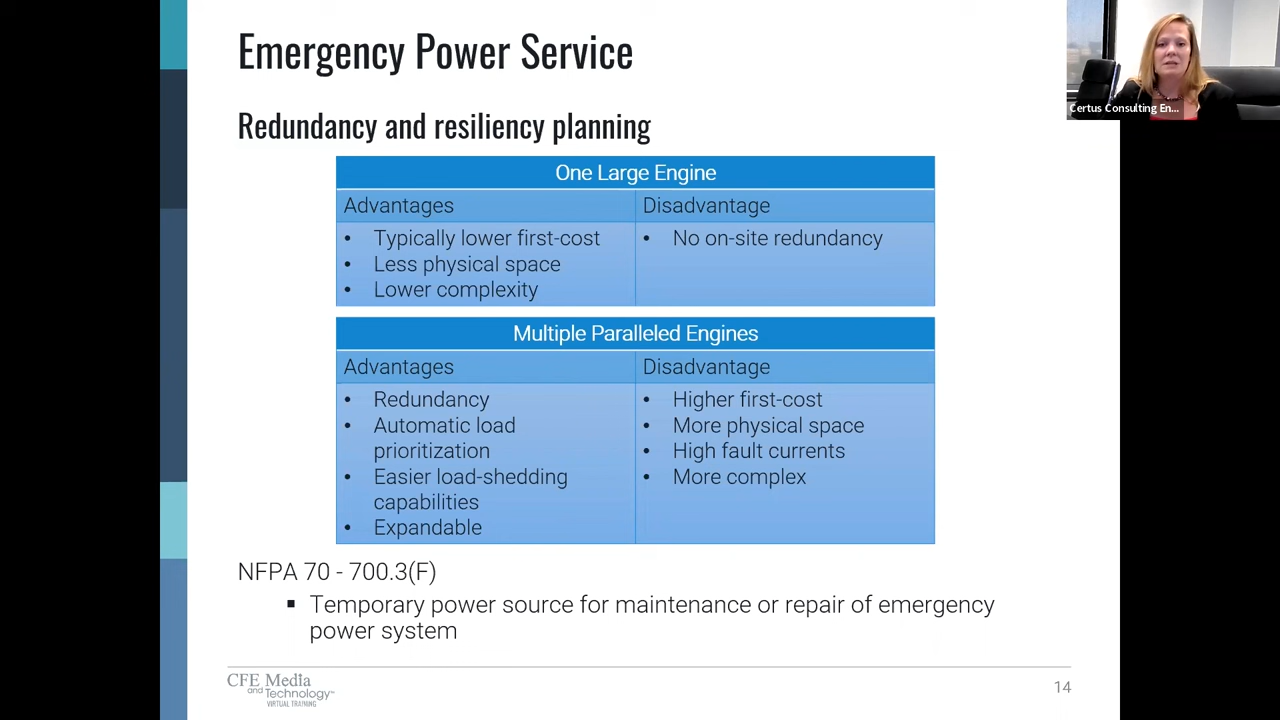 Emergency Power Service
Certus Consulting En...
Redundancy and resiliency planning
One Large Engine
Advantages
Disadvantage
• Typically lower first-cost
• Less physical space
• Lower complexity
• No on-site redundancy
Multiple Paralleled Engines
Advantages
Disadvantage
• Redundancy
• Automatic load
prioritization
• Easier load-shedding
capabilities
• Expandable
• Higher first-cost
• More physical space
• High fault currents
• More complex
NFPA 70 - 700.3(F)
▪ Temporary power source for maintenance or repair of emergency
power system
CFE Media
and Technology™
VIRTUAL TRAINING
14